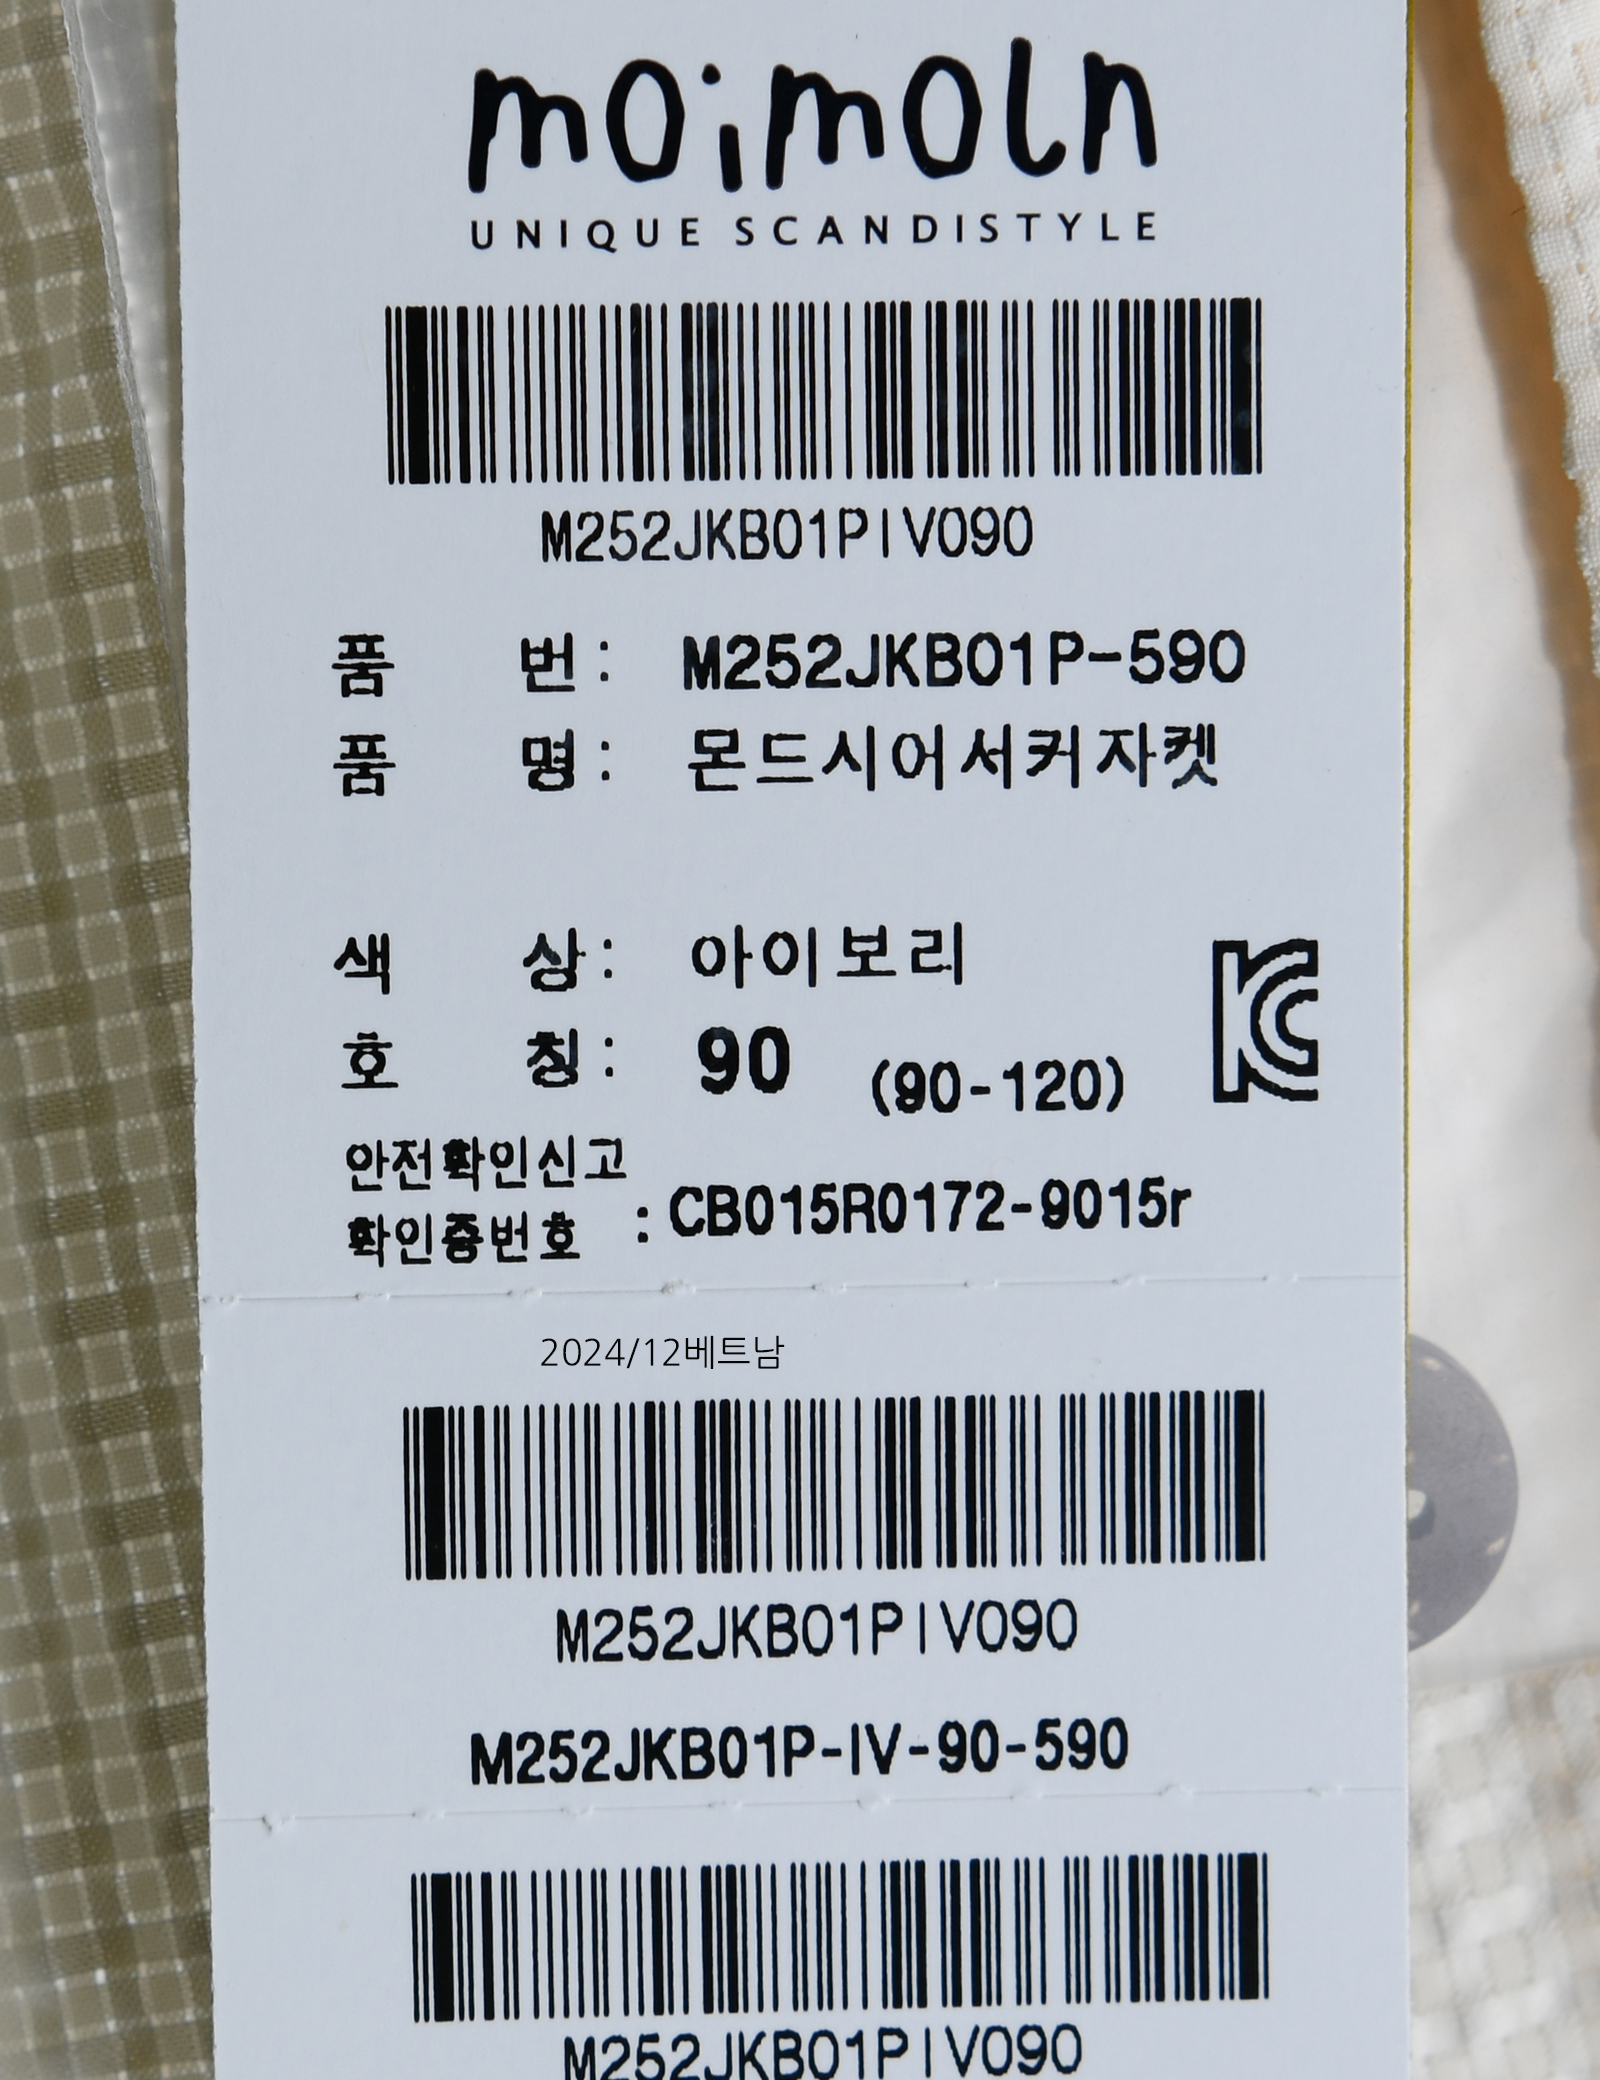 moimoln
UNIQUE SCANDISTYLE
M252JKB01PIV090
품 번: M252JKB01P-590
품 명: 몬드시어서커자켓
색 상: 아이보리
호 칭: 90 (90-120)
안전확인신고
확인증번호 : CB015R0172-9015r
2024/12베트남
M252JKB01PIV090
M252JKB01P-IV-90-590
M252JKB01PIV090